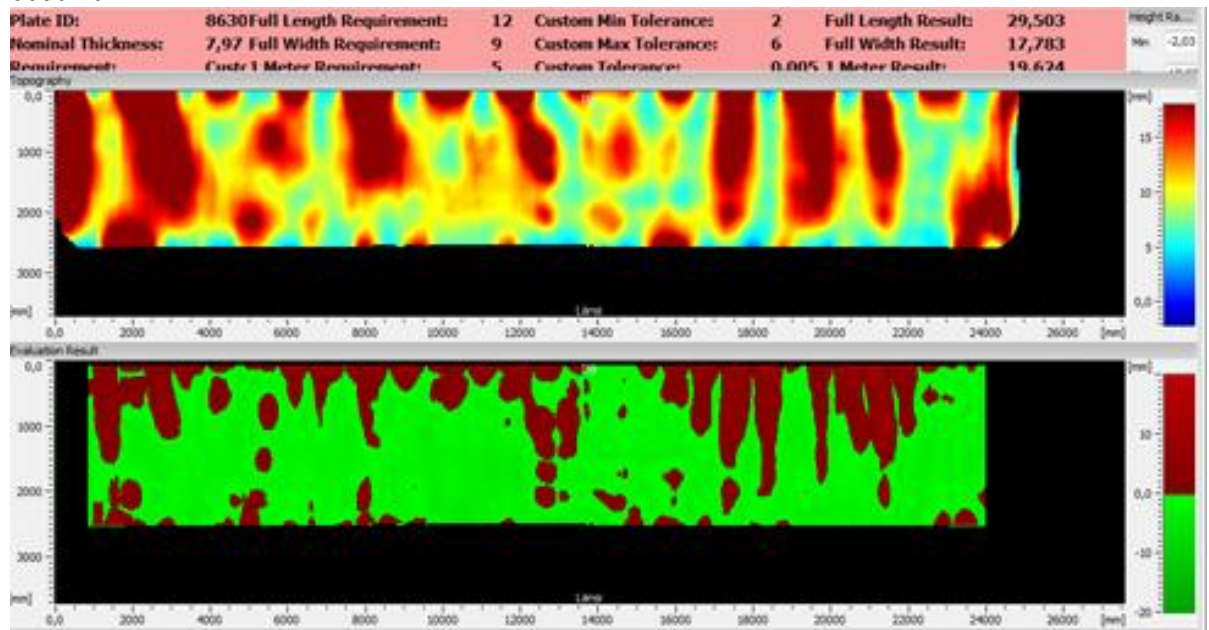 Plate ID: 8630 Full Length Requirement: 12 Custom Min Tolerance: 2 Full Length Result: 29,503
Nominal Thickness: 7,97 Full Width Requirement: 9 Custom Max Tolerance: 6 Full Width Result: 17,783
Requirement: Custc 1 Meter Requirement: 5 Custom Tolerance: 0.005 1 Meter Result: 19.624
Height Ra...
Min -2,03
Topography
0,0
1000
2000
3000
[mm]
0,0 2000 4000 6000 8000 10000 12000 14000 16000 18000 20000 22000 24000 26000 [mm]
[mm]
15
10
5
0,0
Evaluation Result
0,0
1000
2000
3000
[mm]
0,0 2000 4000 6000 8000 10000 12000 14000 16000 18000 20000 22000 24000 26000 [mm]
[mm]
10
0,0
-10
-20